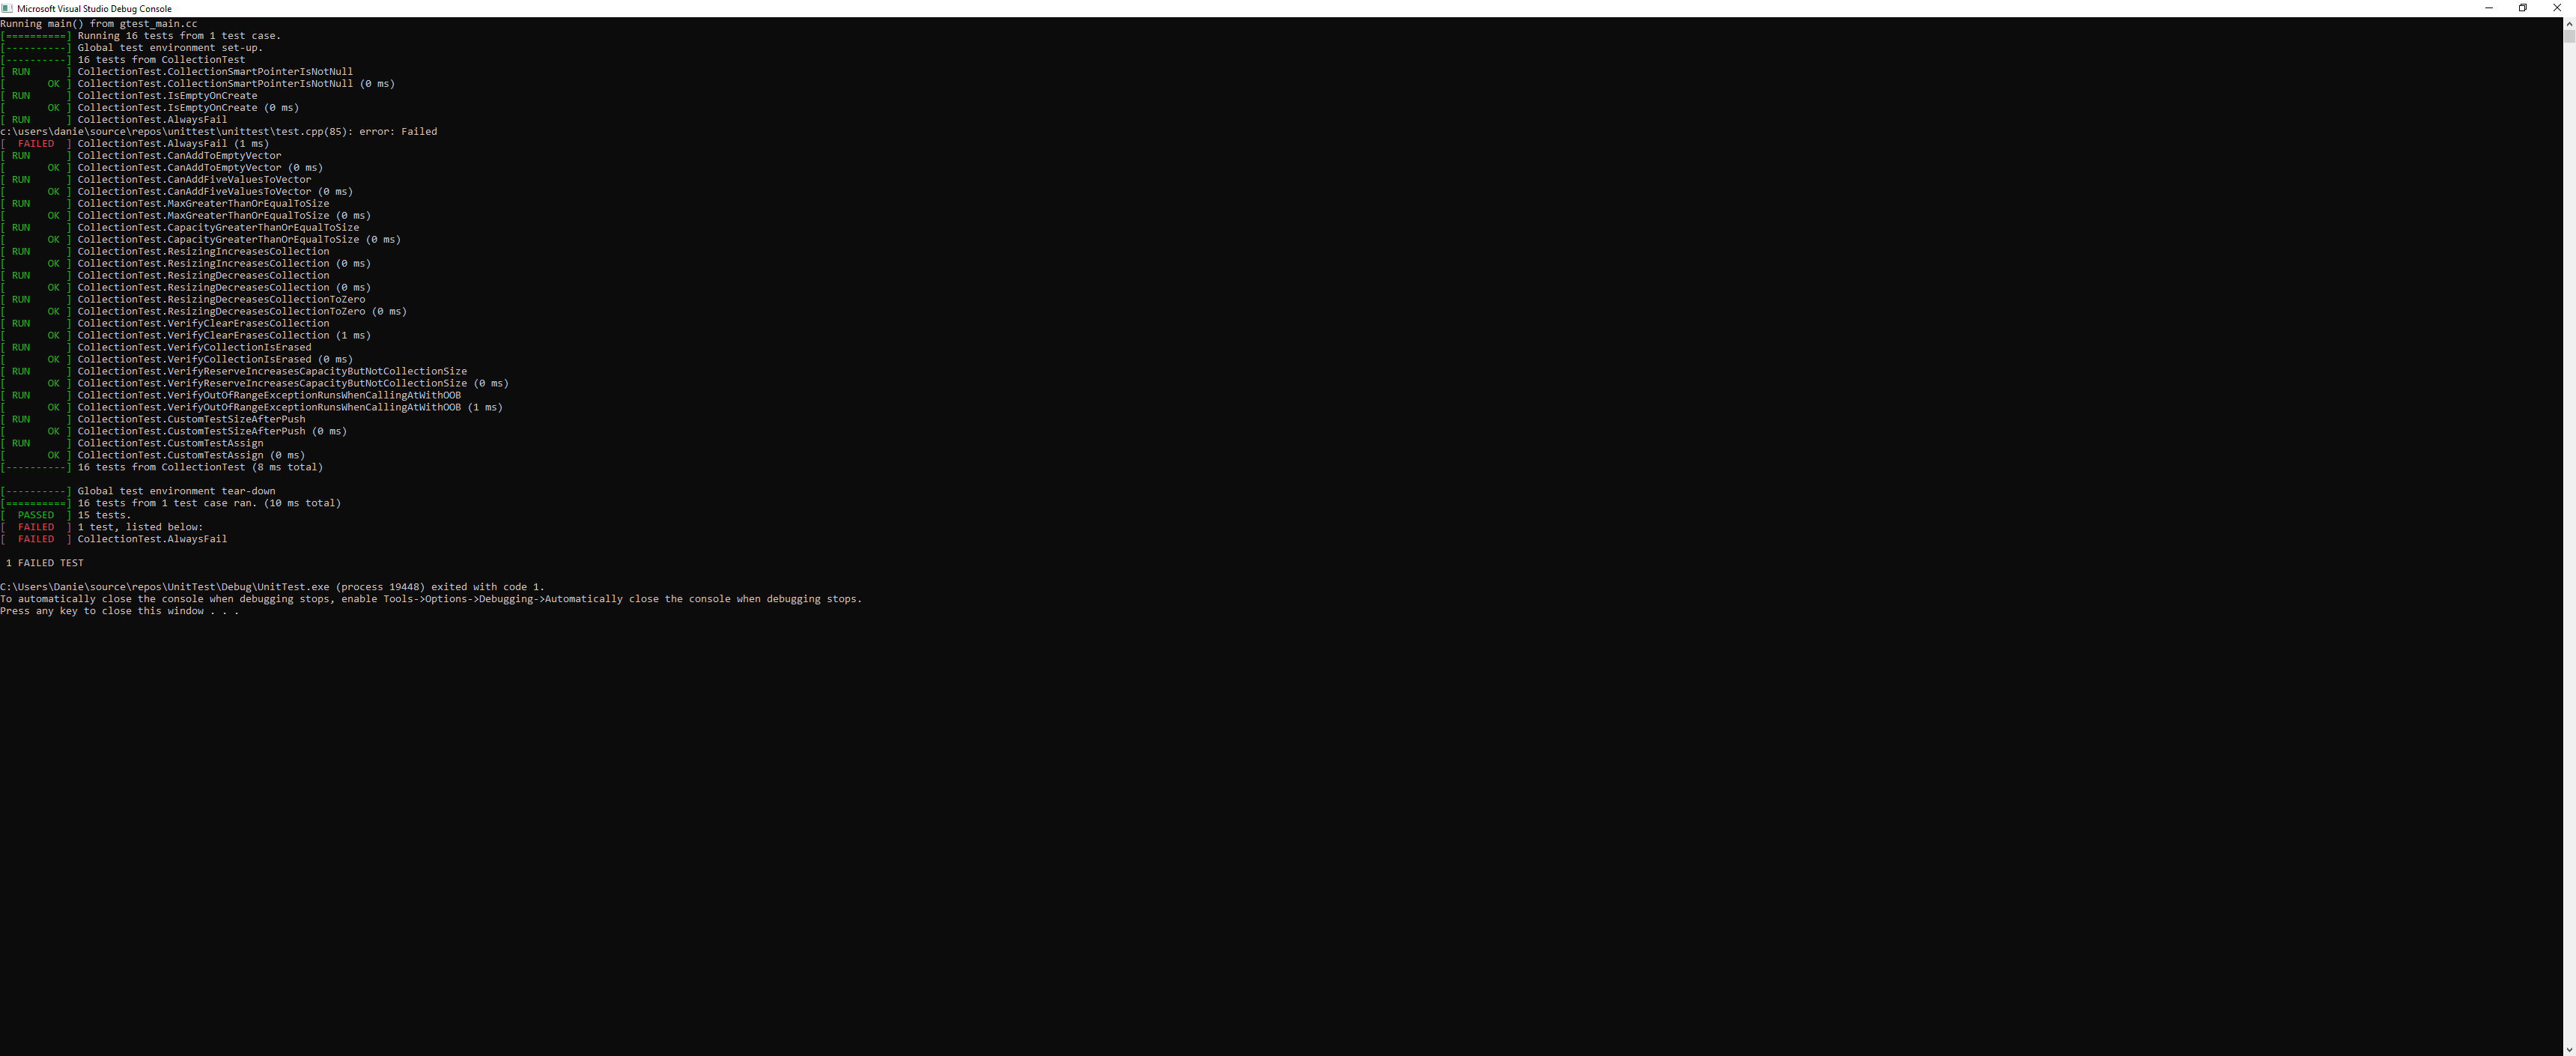 Microsoft Visual Studio Debug Console
Running main() from gtest_main.cc
[==========] Running 16 tests from 1 test case.
[----------] Global test environment set-up.
[----------] 16 tests from CollectionTest
[ RUN      ] CollectionTest.CollectionSmartPointerIsNotNull
[       OK ] CollectionTest.CollectionSmartPointerIsNotNull (0 ms)
[ RUN      ] CollectionTest.IsEmptyOnCreate
[       OK ] CollectionTest.IsEmptyOnCreate (0 ms)
[ RUN      ] CollectionTest.AlwaysFail
c:\users\danie\source\repos\unittest\unittest\test.cpp(85): error: Failed
[  FAILED  ] CollectionTest.AlwaysFail (1 ms)
[ RUN      ] CollectionTest.CanAddToEmptyVector
[       OK ] CollectionTest.CanAddToEmptyVector (0 ms)
[ RUN      ] CollectionTest.CanAddFiveValuesToVector
[       OK ] CollectionTest.CanAddFiveValuesToVector (0 ms)
[ RUN      ] CollectionTest.MaxGreaterThanOrEqualToSize
[       OK ] CollectionTest.MaxGreaterThanOrEqualToSize (0 ms)
[ RUN      ] CollectionTest.CapacityGreaterThanOrEqualToSize
[       OK ] CollectionTest.CapacityGreaterThanOrEqualToSize (0 ms)
[ RUN      ] CollectionTest.ResizingIncreasesCollection
[       OK ] CollectionTest.ResizingIncreasesCollection (0 ms)
[ RUN      ] CollectionTest.ResizingDecreasesCollection
[       OK ] CollectionTest.ResizingDecreasesCollection (0 ms)
[ RUN      ] CollectionTest.ResizingDecreasesCollectionToZero
[       OK ] CollectionTest.ResizingDecreasesCollectionToZero (0 ms)
[ RUN      ] CollectionTest.VerifyClearErasesCollection
[       OK ] CollectionTest.VerifyClearErasesCollection (1 ms)
[ RUN      ] CollectionTest.VerifyCollectionIsErased
[       OK ] CollectionTest.VerifyCollectionIsErased (0 ms)
[ RUN      ] CollectionTest.VerifyReserveIncreasesCapacityButNotCollectionSize
[       OK ] CollectionTest.VerifyReserveIncreasesCapacityButNotCollectionSize (0 ms)
[ RUN      ] CollectionTest.VerifyOutOfRangeExceptionRunsWhenCallingAtWithOOB
[       OK ] CollectionTest.VerifyOutOfRangeExceptionRunsWhenCallingAtWithOOB (1 ms)
[ RUN      ] CollectionTest.CustomTestSizeAfterPush
[       OK ] CollectionTest.CustomTestSizeAfterPush (0 ms)
[ RUN      ] CollectionTest.CustomTestAssign
[       OK ] CollectionTest.CustomTestAssign (0 ms)
[----------] 16 tests from CollectionTest (8 ms total)
[----------] Global test environment tear-down
[==========] 16 tests from 1 test case ran. (10 ms total)
[  PASSED  ] 15 tests.
[  FAILED  ] 1 test, listed below:
[  FAILED  ] CollectionTest.AlwaysFail
1 FAILED TEST
C:\Users\Danie\source\repos\UnitTest\Debug\UnitTest.exe (process 19448) exited with code 1.
To automatically close the console when debugging stops, enable Tools->Options->Debugging->Automatically close the console when debugging stops.
Press any key to close this window . . .